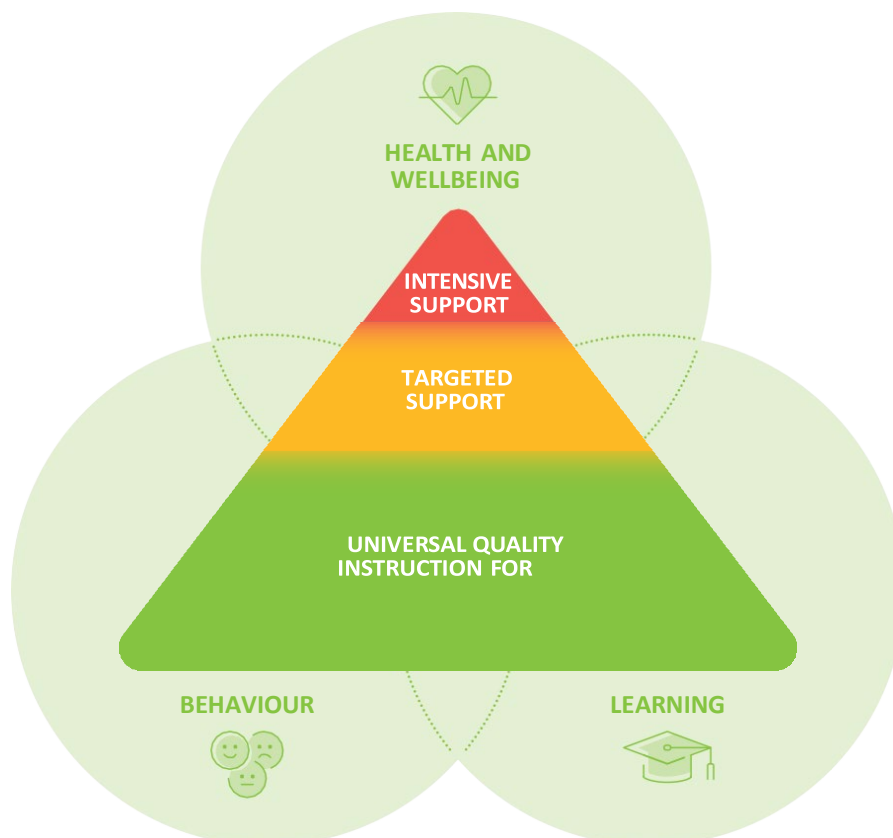 HEALTH AND
WELLBEING
INTENSIVE
SUPPORT
TARGETED
SUPPORT
UNIVERSAL QUALITY
INSTRUCTION FOR
BEHAVIOUR
LEARNING